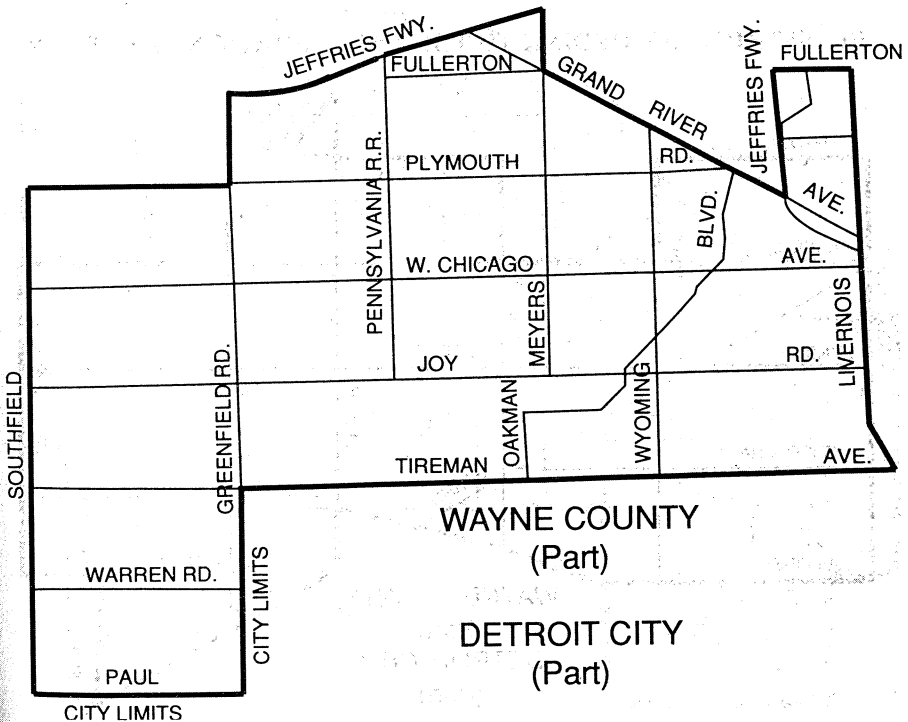 JEFFRIES FWY.
FULLERTON
GRAND RIVER AVE.
JEFFRIES FWY.
FULLERTON
PENNSYLVANIA R.R.
PLYMOUTH RD.
BLVD.
W. CHICAGO AVE.
MEYERS
LIVERNOIS
JOY RD.
SOUTHFIELD
GREENFIELD RD.
OAKMAN
WYOMING
TIREMAN AVE.
WAYNE COUNTY
(Part)
WARREN RD.
CITY LIMITS
DETROIT CITY
(Part)
PAUL
CITY LIMITS